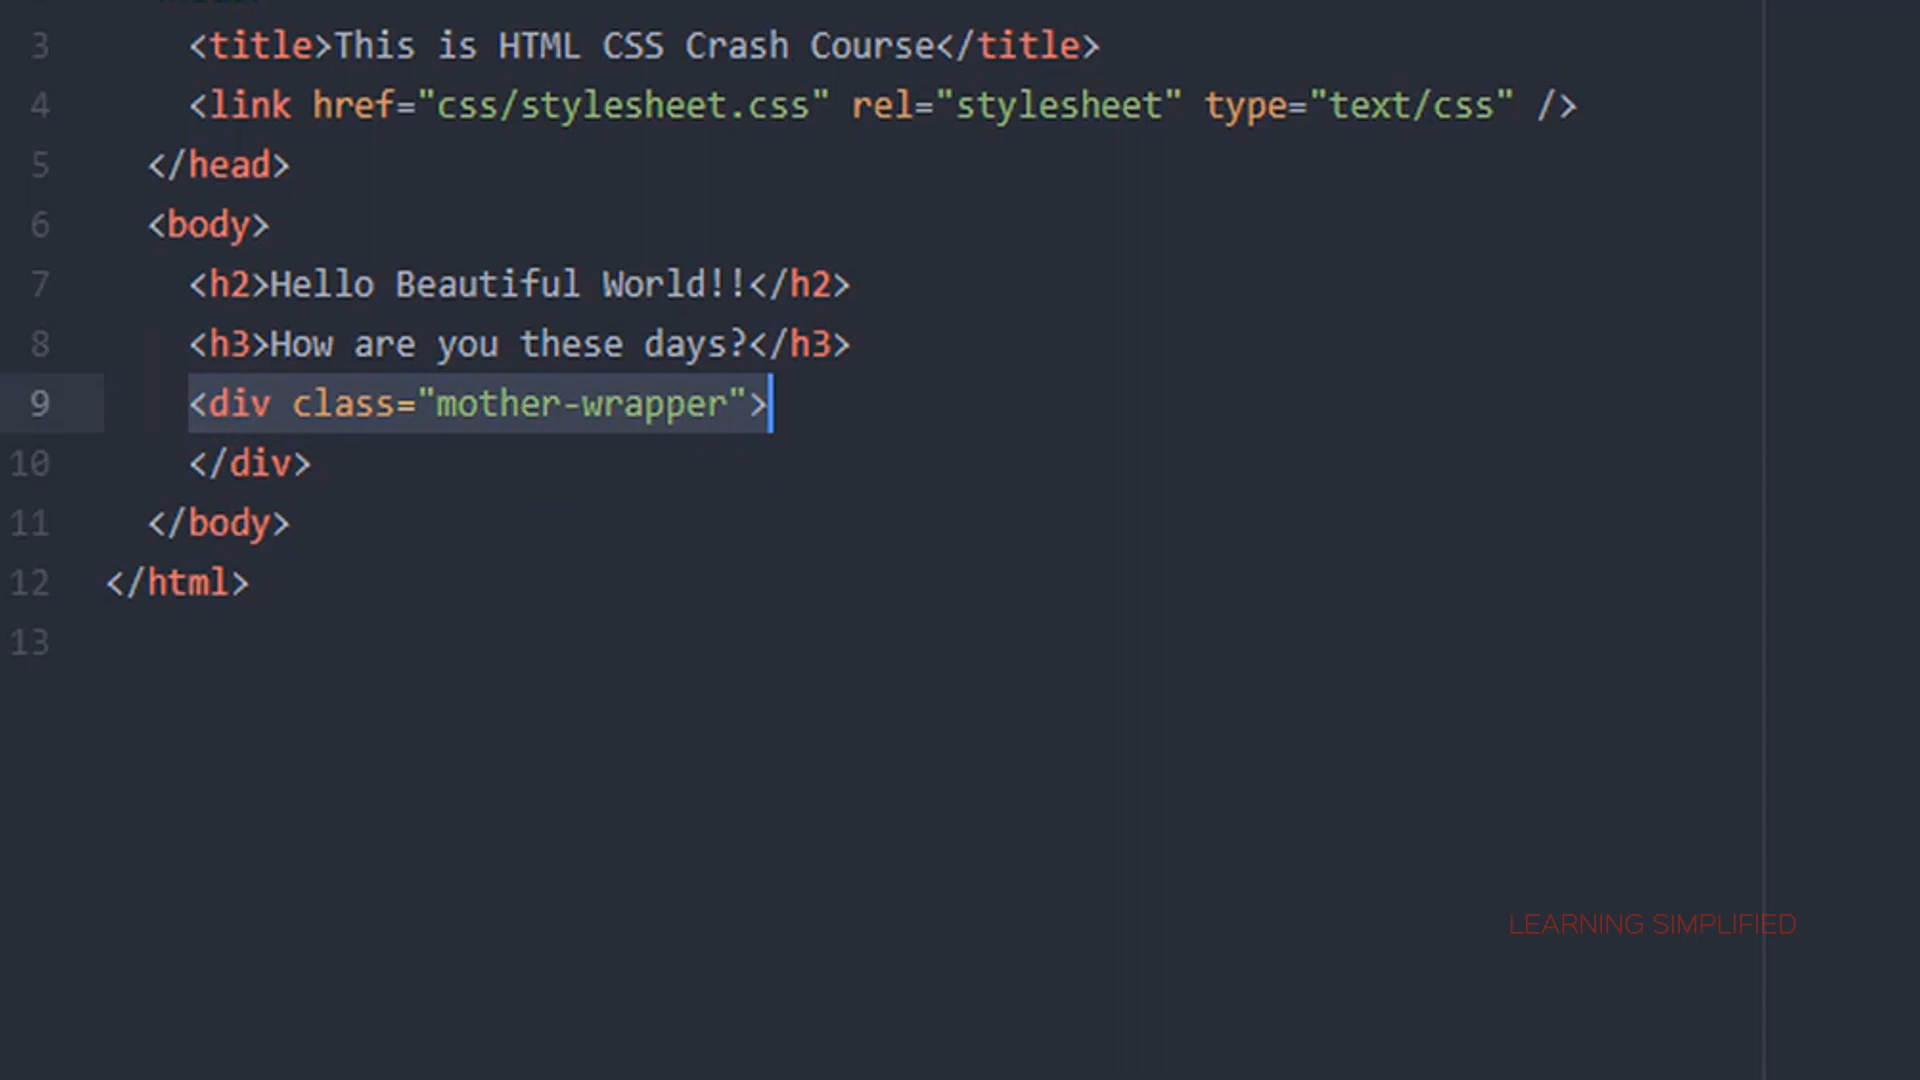 3 <title>This is HTML CSS Crash Course</title>
4 <link href="css/stylesheet.css" rel="stylesheet" type="text/css" />
5 </head>
6 <body>
7 <h2>Hello Beautiful World!!</h2>
8 <h3>How are you these days?</h3>
9 <div class="mother-wrapper">
10 </div>
11 </body>
12 </html>
13
LEARNING SIMPLIFIED